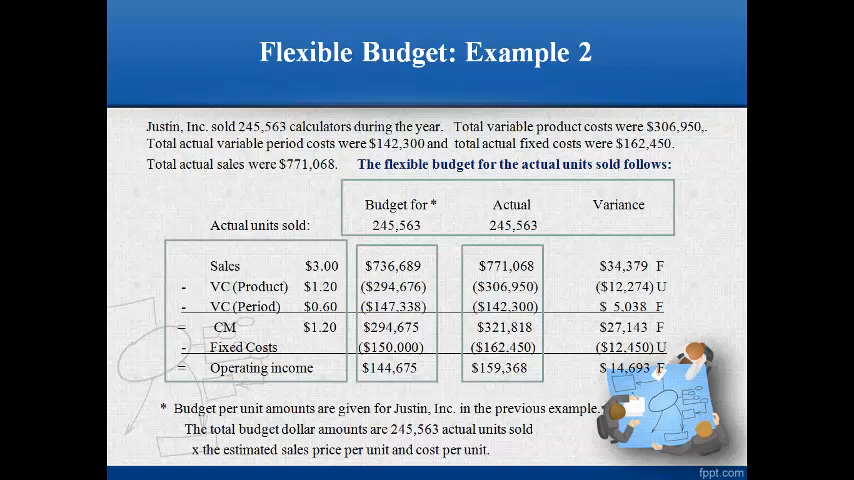 Flexible Budget: Example 2
Justin, Inc. sold 245,563 calculators during the year. Total variable product costs were $306,950,.
Total actual variable period costs were $142,300 and total actual fixed costs were $162,450.
Total actual sales were $771,068. The flexible budget for the actual units sold follows:
Budget for * Actual Variance
Actual units sold: 245,563 245,563
Sales $3.00 $736,689 $771,068 $34,379 F
- VC (Product) $1.20 ($294,676) ($306,950) ($12,274) U
- VC (Period) $0.60 ($147,338) ($142,300) $ 5,038 F
= CM $1.20 $294,675 $321,818 $27,143 F
- Fixed Costs ($150,000) ($162,450) ($12,450) U
= Operating income $144,675 $159,368 $ 14,693 F
* Budget per unit amounts are given for Justin, Inc. in the previous example.
The total budget dollar amounts are 245,563 actual units sold
x the estimated sales price per unit and cost per unit.
fppt.com